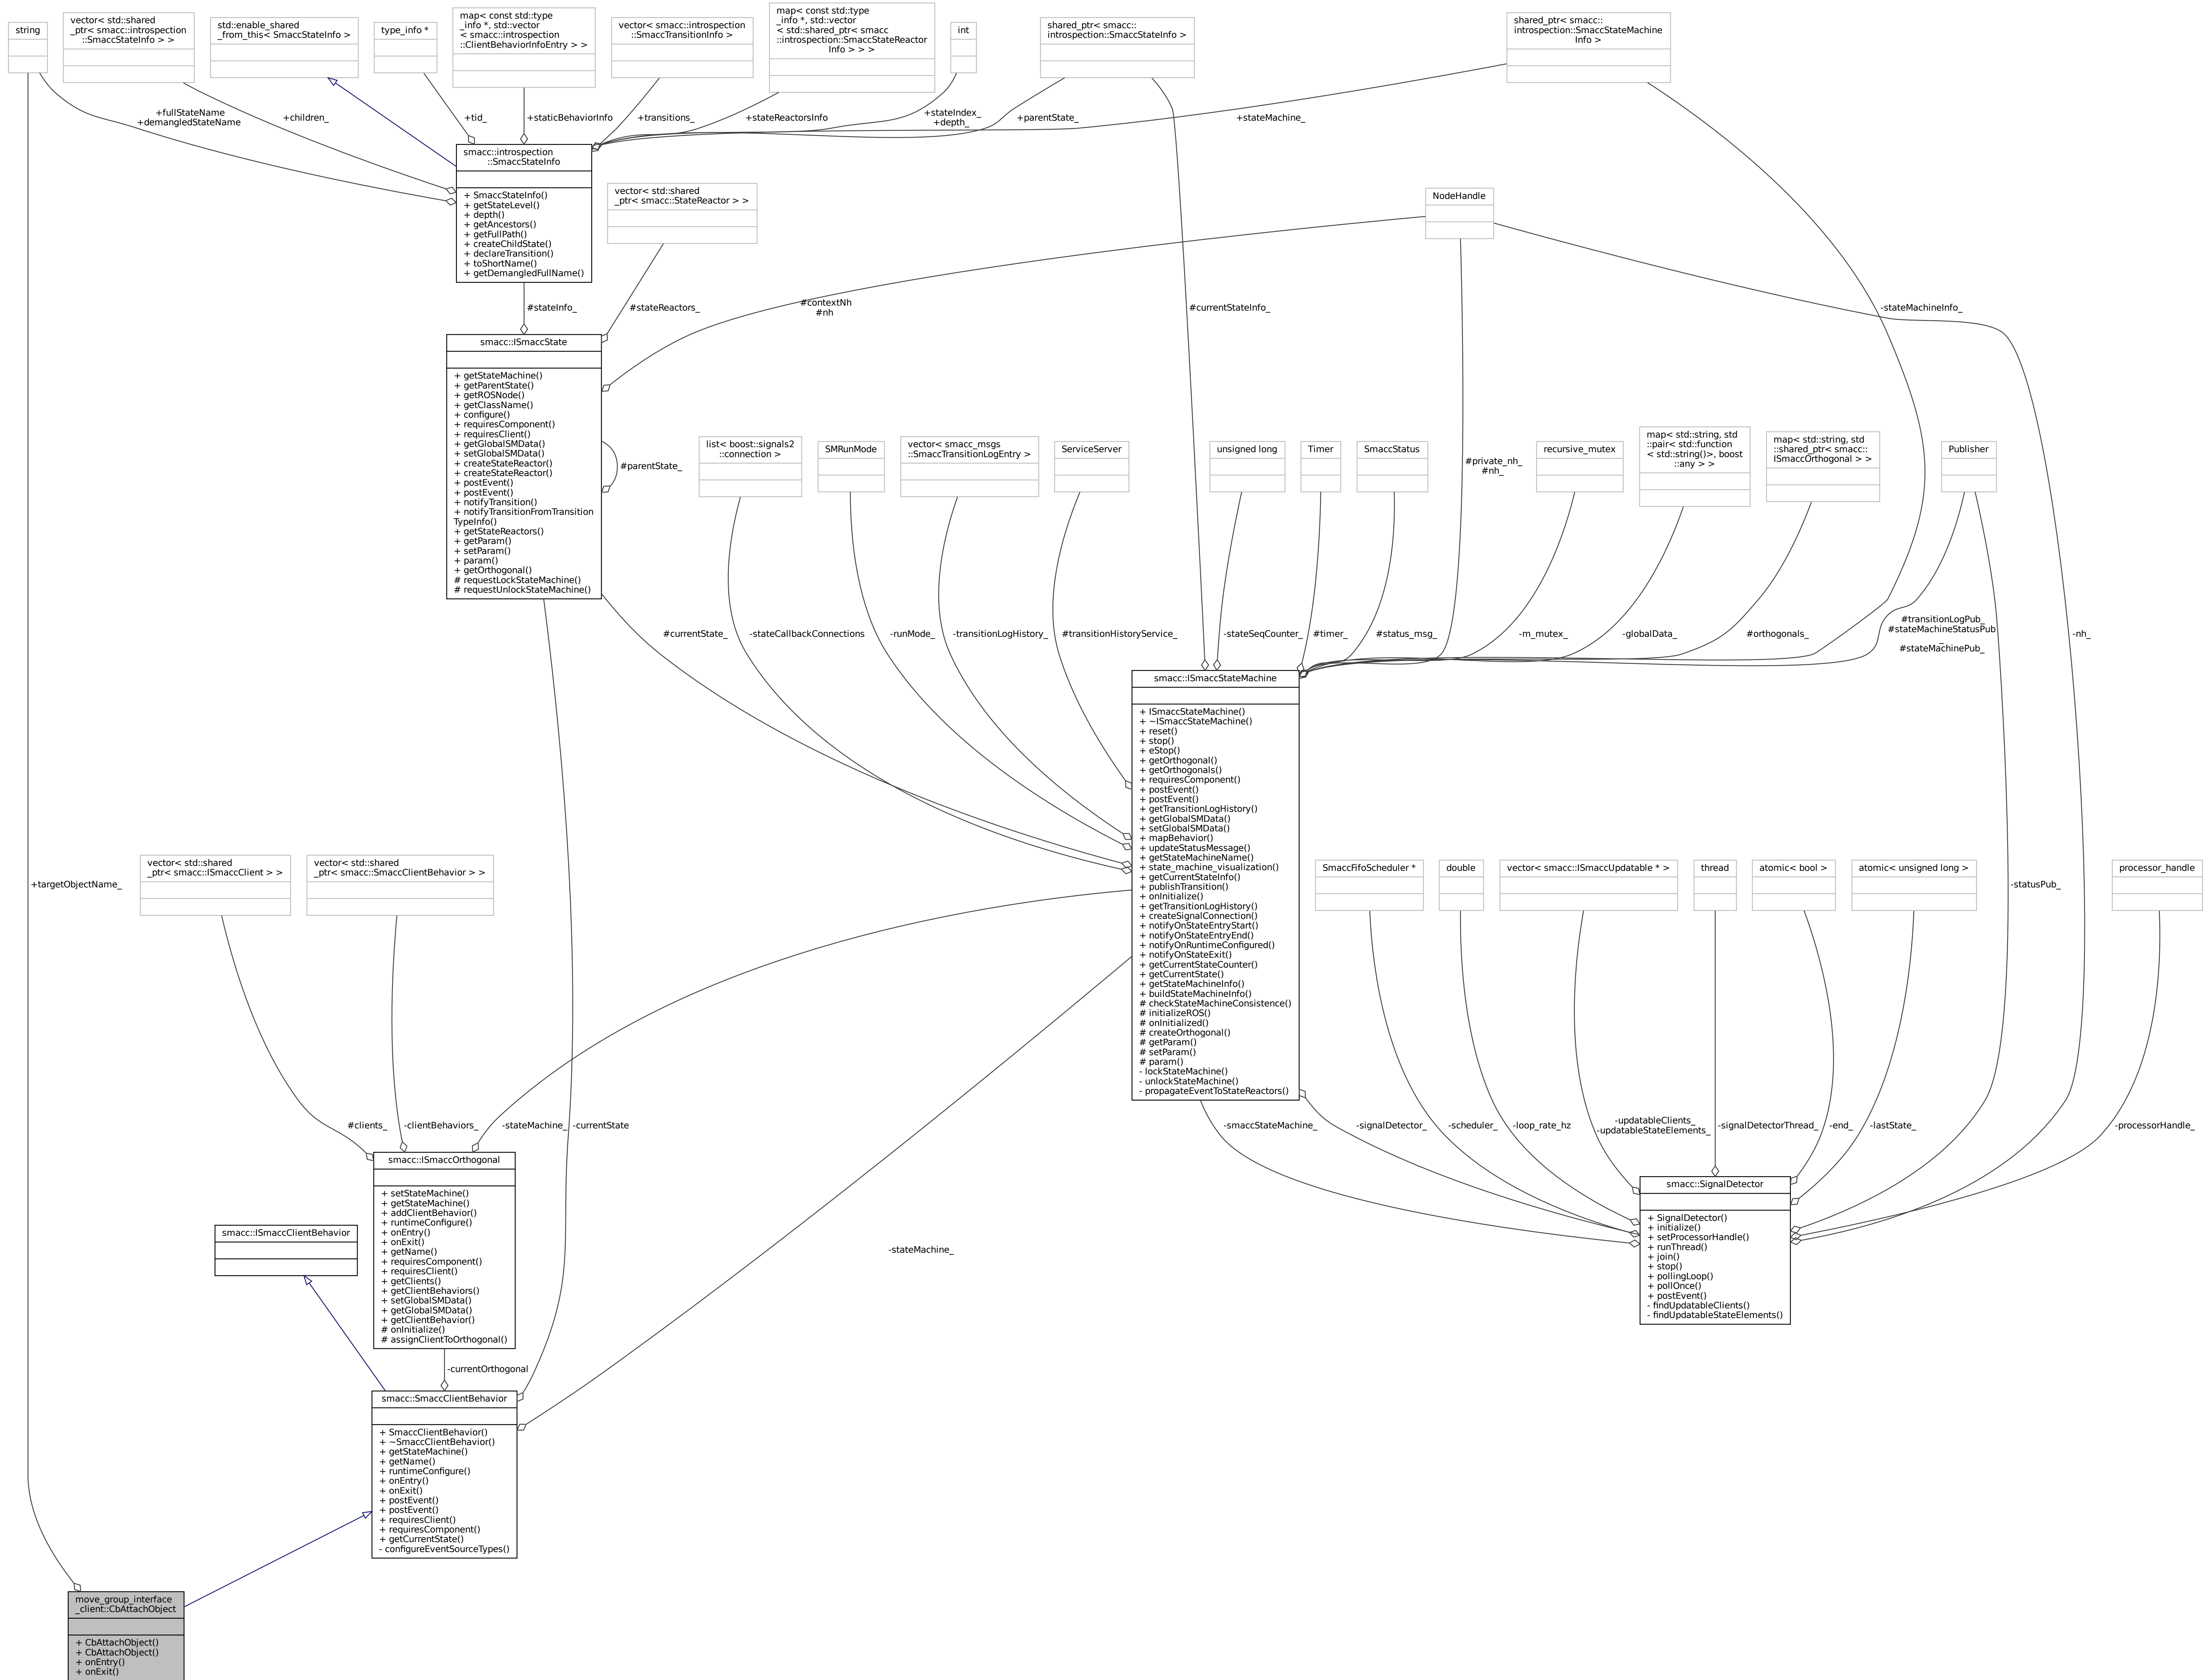 string
vector< std::shared
_ptr< smacc::introspection
::SmaccStateInfo > >
std::enable_shared
_from_this< SmaccStateInfo >
type_info *
map< const std::type
_info *, std::vector
< smacc::introspection
::ClientBehaviorInfoEntry > >
vector< smacc::introspection
::SmaccTransitionInfo >
map< const std::type
_info *, std::vector
< std::shared_ptr< smacc
::introspection::SmaccStateReactor
Info > > >
int
shared_ptr< smacc::
introspection::SmaccStateInfo >
shared_ptr< smacc::
introspection::SmaccStateMachine
Info >
+fullStateName
+demangledStateName
+children_
+tid_
+staticBehaviorInfo
+transitions_
+stateReactorsInfo
+stateIndex_
+depth_
+parentState_
+stateMachine_
smacc::introspection
::SmaccStateInfo
+ SmaccStateInfo()
+ getStateLevel()
+ depth()
+ getAncestors()
+ getFullPath()
+ createChildState()
+ declareTransition()
+ toShortName()
+ getDemangledFullName()
vector< std::shared
_ptr< smacc::StateReactor > >
NodeHandle
#stateInfo_
#stateReactors_
#contextNh
#nh
#currentStateInfo_
-stateMachineInfo_
smacc::ISmaccState
+ getStateMachine()
+ getParentState()
+ getROSNode()
+ getClassName()
+ configure()
+ requiresComponent()
+ requiresClient()
+ getGlobalSMData()
+ setGlobalSMData()
+ createStateReactor()
+ createStateReactor()
+ postEvent()
+ postEvent()
+ notifyTransition()
+ notifyTransitionFromTransition
TypeInfo()
+ getStateReactors()
+ getParam()
+ setParam()
+ param()
+ getOrthogonal()
# requestLockStateMachine()
# requestUnlockStateMachine()
#parentState_
list< boost::signals2
::connection >
SMRunMode
vector< smacc_msgs
::SmaccTransitionLogEntry >
ServiceServer
unsigned long
Timer
SmaccStatus
#private_nh_
#nh_
recursive_mutex
map< std::string, std
::pair< std::function
< std::string()>, boost
::any > >
map< std::string, std
::shared_ptr< smacc::
ISmaccOrthogonal > >
Publisher
#currentState_
-stateCallbackConnections
-runMode_
-transitionLogHistory_
#transitionHistoryService_
-stateSeqCounter_
#timer_
#status_msg_
-m_mutex_
-globalData_
#orthogonals_
#transitionLogPub_
#stateMachineStatusPub
_
#stateMachinePub_
-nh_
smacc::ISmaccStateMachine
+ ISmaccStateMachine()
+ ~ISmaccStateMachine()
+ reset()
+ stop()
+ eStop()
+ getOrthogonal()
+ getOrthogonals()
+ requiresComponent()
+ postEvent()
+ postEvent()
+ getTransitionLogHistory()
+ getGlobalSMData()
+ setGlobalSMData()
+ mapBehavior()
+ updateStatusMessage()
+ getStateMachineName()
+ state_machine_visualization()
+ getCurrentStateInfo()
+ publishTransition()
+ onInitialize()
+ getTransitionLogHistory()
+ createSignalConnection()
+ notifyOnStateEntryStart()
+ notifyOnStateEntryEnd()
+ notifyOnRuntimeConfigured()
+ notifyOnStateExit()
+ getCurrentStateCounter()
+ getCurrentState()
+ getStateMachineInfo()
+ buildStateMachineInfo()
# checkStateMachineConsistence()
# initializeROS()
# onInitialized()
# createOrthogonal()
# getParam()
# setParam()
# param()
- lockStateMachine()
- unlockStateMachine()
- propagateEventToStateReactors()
+targetObjectName_
vector< std::shared
_ptr< smacc::ISmaccClient > >
vector< std::shared
_ptr< smacc::SmaccClientBehavior > >
SmaccFifoScheduler *
double
vector< smacc::ISmaccUpdatable * >
thread
atomic< bool >
atomic< unsigned long >
-statusPub_
processor_handle
#clients_
-clientBehaviors_
-stateMachine_
-currentState
-smaccStateMachine_
-signalDetector_
-scheduler_
-loop_rate_hz
-updatableClients_
-updatableStateElements_
-signalDetectorThread_
-end_
-lastState_
-processorHandle_
smacc::ISmaccOrthogonal
+ setStateMachine()
+ getStateMachine()
+ addClientBehavior()
+ runtimeConfigure()
+ onEntry()
+ onExit()
+ getName()
+ requiresComponent()
+ requiresClient()
+ getClients()
+ getClientBehaviors()
+ setGlobalSMData()
+ getGlobalSMData()
+ getClientBehavior()
# onInitialize()
# assignClientToOrthogonal()
smacc::SignalDetector
+ SignalDetector()
+ initialize()
+ setProcessorHandle()
+ runThread()
+ join()
+ stop()
+ pollingLoop()
+ pollOnce()
+ postEvent()
- findUpdatableClients()
- findUpdatableStateElements()
smacc::ISmaccClientBehavior
-stateMachine_
-currentOrthogonal
smacc::SmaccClientBehavior
+ SmaccClientBehavior()
+ ~SmaccClientBehavior()
+ getStateMachine()
+ getName()
+ runtimeConfigure()
+ onEntry()
+ onExit()
+ postEvent()
+ postEvent()
+ requiresClient()
+ requiresComponent()
+ getCurrentState()
- configureEventSourceTypes()
move_group_interface
_client::CbAttachObject
+ CbAttachObject()
+ CbAttachObject()
+ onEntry()
+ onExit()